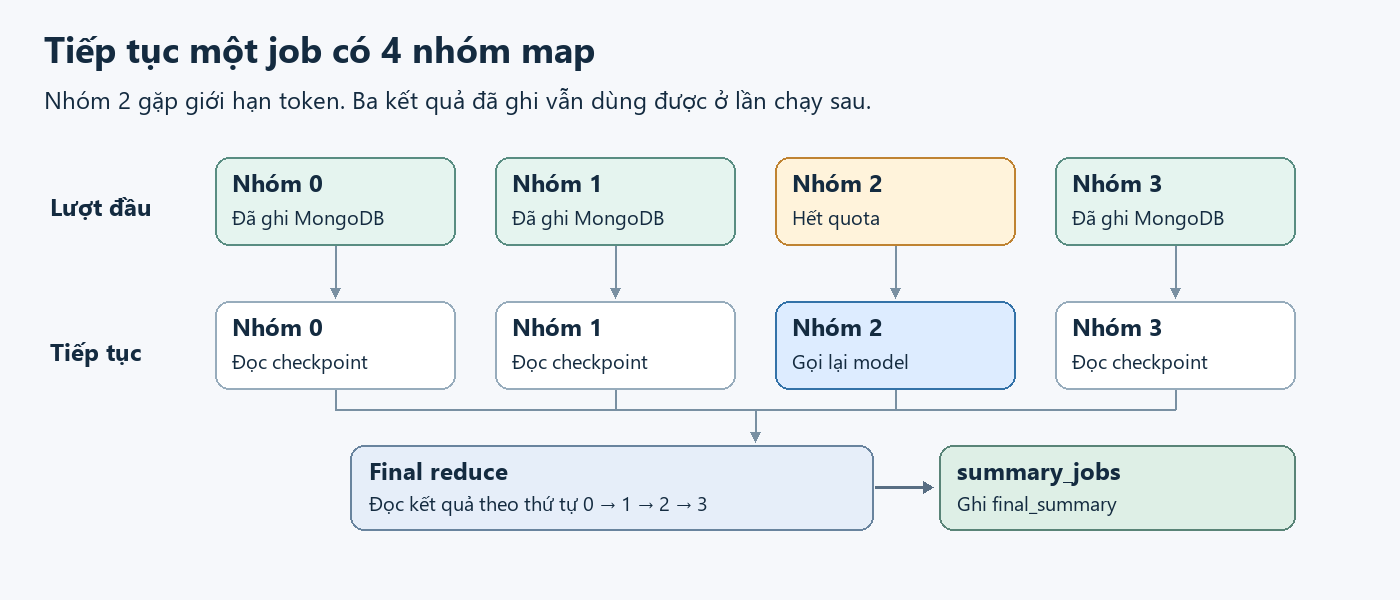 Tiếp tục một job có 4 nhóm map
Nhóm 2 gặp giới hạn token. Ba kết quả đã ghi vẫn dùng được ở lần chạy sau.
Lượt đầu
Nhóm 0
Đã ghi MongoDB
Nhóm 1
Đã ghi MongoDB
Nhóm 2
Hết quota
Nhóm 3
Đã ghi MongoDB
Tiếp tục
Nhóm 0
Đọc checkpoint
Nhóm 1
Đọc checkpoint
Nhóm 2
Gọi lại model
Nhóm 3
Đọc checkpoint
Final reduce
Đọc kết quả theo thứ tự 0 → 1 → 2 → 3
summary_jobs
Ghi final_summary